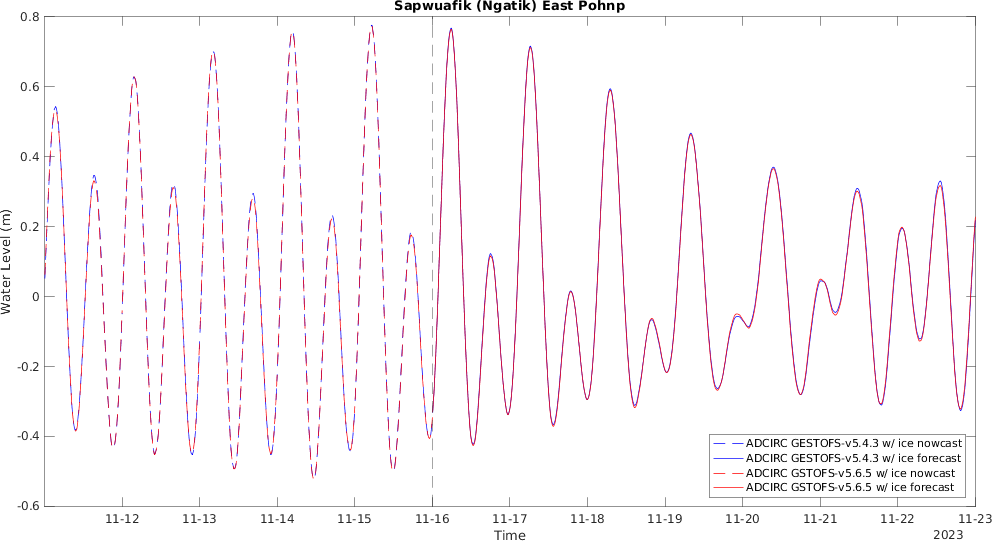 Sapwuafik (Ngatik) East Pohnp
Water Level (m)
0.8
0.6
0.4
0.2
0
-0.2
-0.4
-0.6
ADCIRC GESTOFS-v5.4.3 w/ ice nowcast
ADCIRC GESTOFS-v5.4.3 w/ ice forecast
ADCIRC GSTOFS-v5.6.5 w/ ice nowcast
ADCIRC GSTOFS-v5.6.5 w/ ice forecast
11-12 11-13 11-14 11-15 11-16 11-17 11-18 11-19 11-20 11-21 11-22 11-23
Time
2023